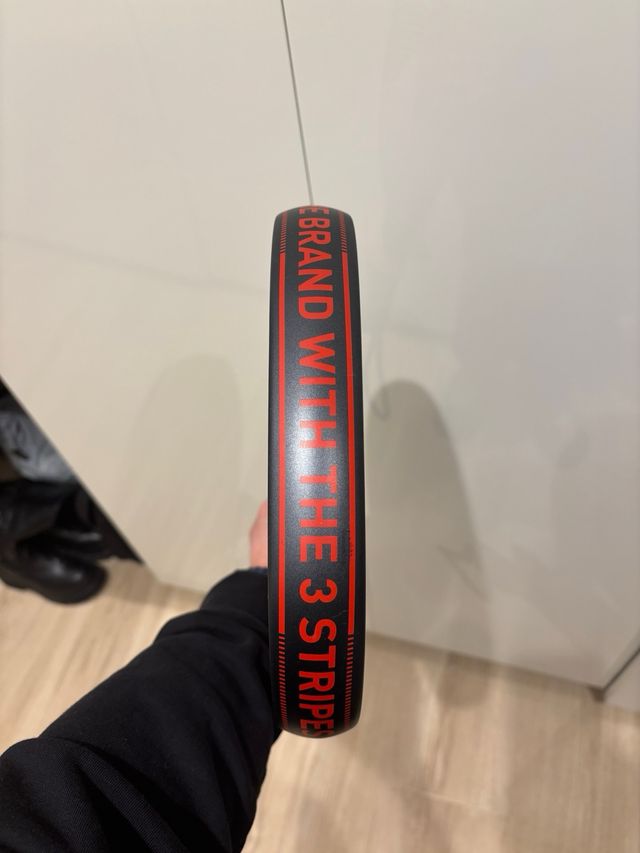 E BRAND WITH THE 3 STRIPES